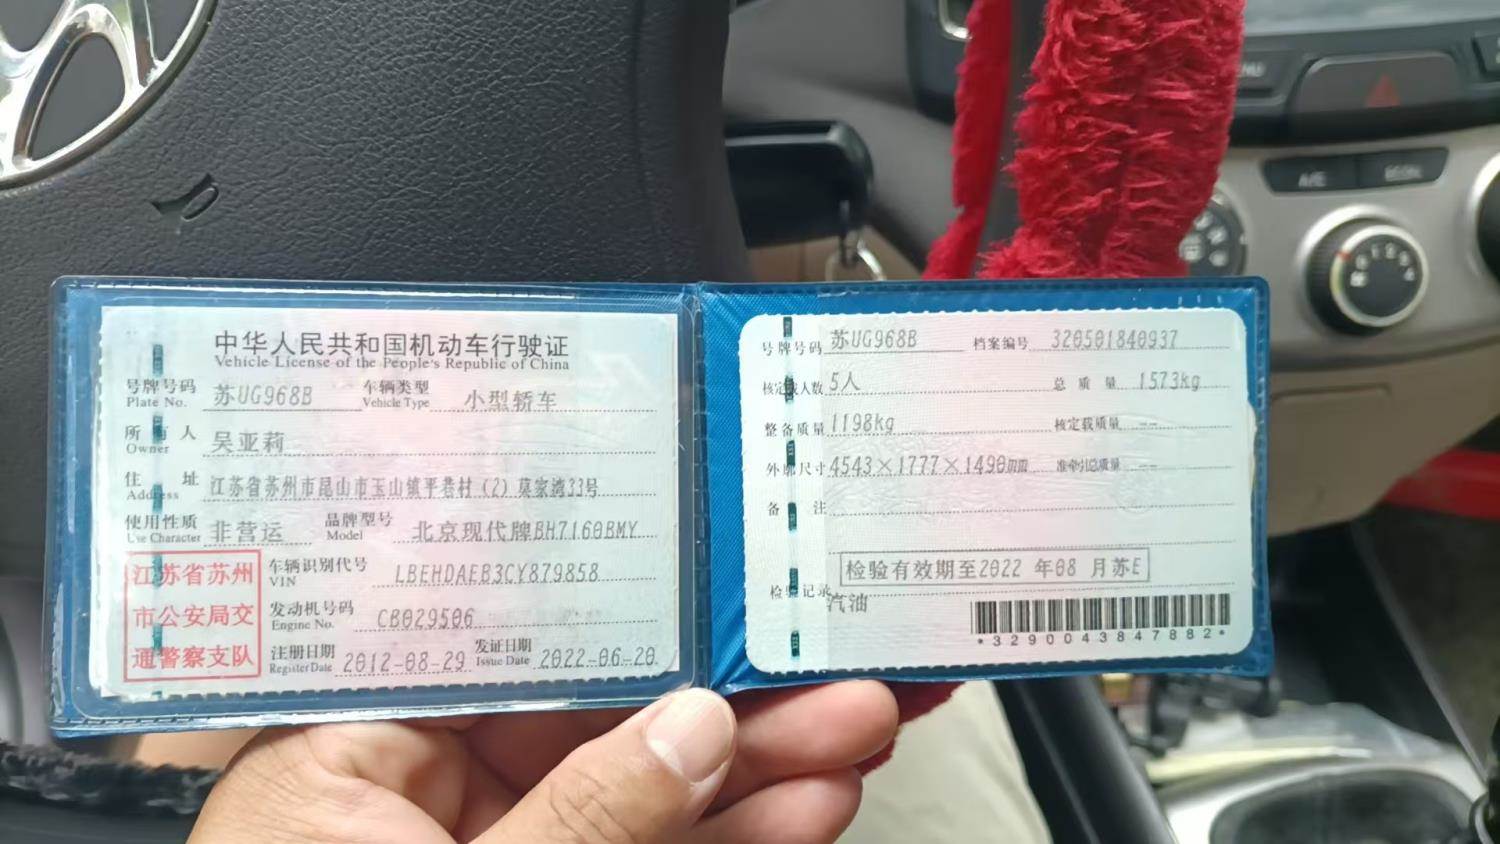 中华人民共和国机动车行驶证
Vehicle License of the People's Republic of China
号牌号码 苏UG968B 车辆类型 小型轿车
Plate No. Vehicle Type
所有人 吴亚莉
Owner
住址 江苏省苏州市昆山市玉山镇平巷村(2)莫家湾33号
Address
使用性质 非营运 品牌型号 北京现代牌BH7160BMY
Use Character Model
江苏省苏州
市公安局交
通警察支队
车辆识别代号 LBEHDAEB3CY879858
VIN
发动机号码 CB029506
Engine No.
注册日期 2012-08-29 发证日期 2022-06-20
Register Date Issue Date
号牌号码 苏UG968B 档案编号 320501840937
核定载人数 5人 总质量 1573kg
整备质量 1198kg 核定载质量 --
外廓尺寸 4543×1777×1490mm 准牵引总质量 --
备注
检验有效期至2022 年08 月苏E
检验记录
汽油
*3290043847882*
A/C